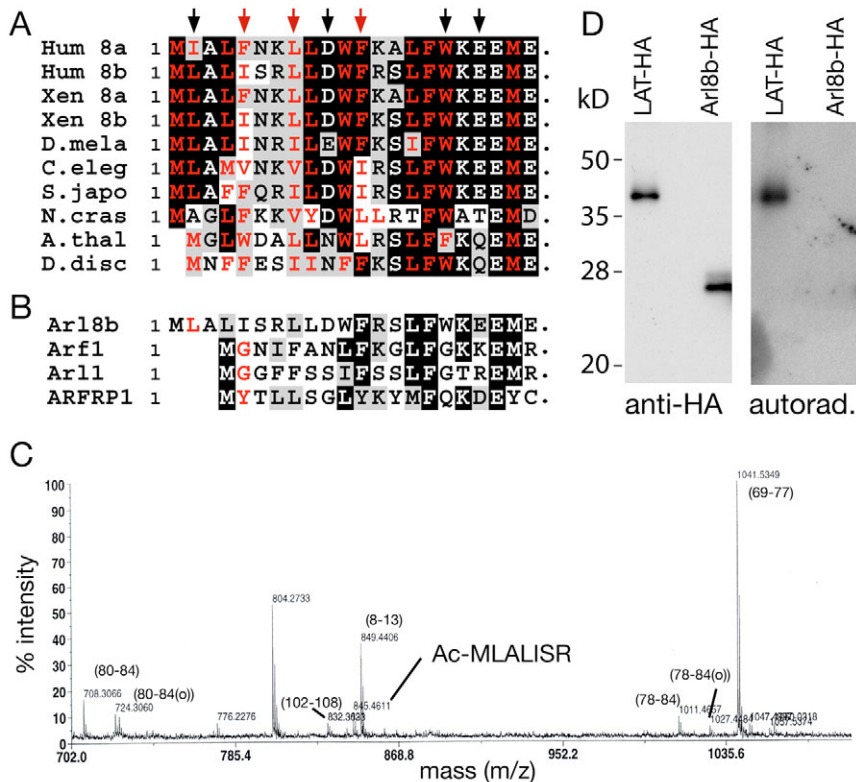 A
Hum 8a 1 MIALFNKLLDWFKALFWKEEME.
Hum 8b 1 MLALISRLLDWFRSLFWKEEME.
Xen 8a 1 MLALFNKLLDWFKALFWKEEME.
Xen 8b 1 MLALINKLLDWFRSLFWKEEME.
D.mela 1 MLALINRILEWFKSIFWKEEME.
C.eleg 1 MLAMVNKVLDWIRSLFWKEEME.
S.japo 1 MLAFFQRILDWIRSLFWKEEME.
N.cras 1 MAGLFKKVYDWLLRTFWATEMD.
A.thal 1 MGLWDALLNWLRSLFFKQEME.
D.disc 1 MNFFESIINFFKSLFWKQEME.
B
Arl8b 1 MLALISRLLDWFRSLFWKEEME.
Arf1 1 MGNIFANLFKGLFGKKEMR.
Arl1 1 MGGFFSSIFSSLFGTREMR.
ARFRP1 1 MYTLLSGLYKYMFQKDEYC.
D
LAT-HA Arl8b-HA LAT-HA Arl8b-HA
kD
50
35
28
20
anti-HA autorad.
C
% intensity
100
90
80
70
60
50
40
30
20
10
0
702.0 785.4 868.8 952.2 1035.6
mass (m/z)
(80-84)
708.3066
(80-84(o))
724.3060
776.2276
804.2733
(102-108)
(8-13)
849.4406
845.4611
Ac-MLALISR
(78-84)
1011.4657
(78-84(o))
1027.4484
1041.5349
(69-77)